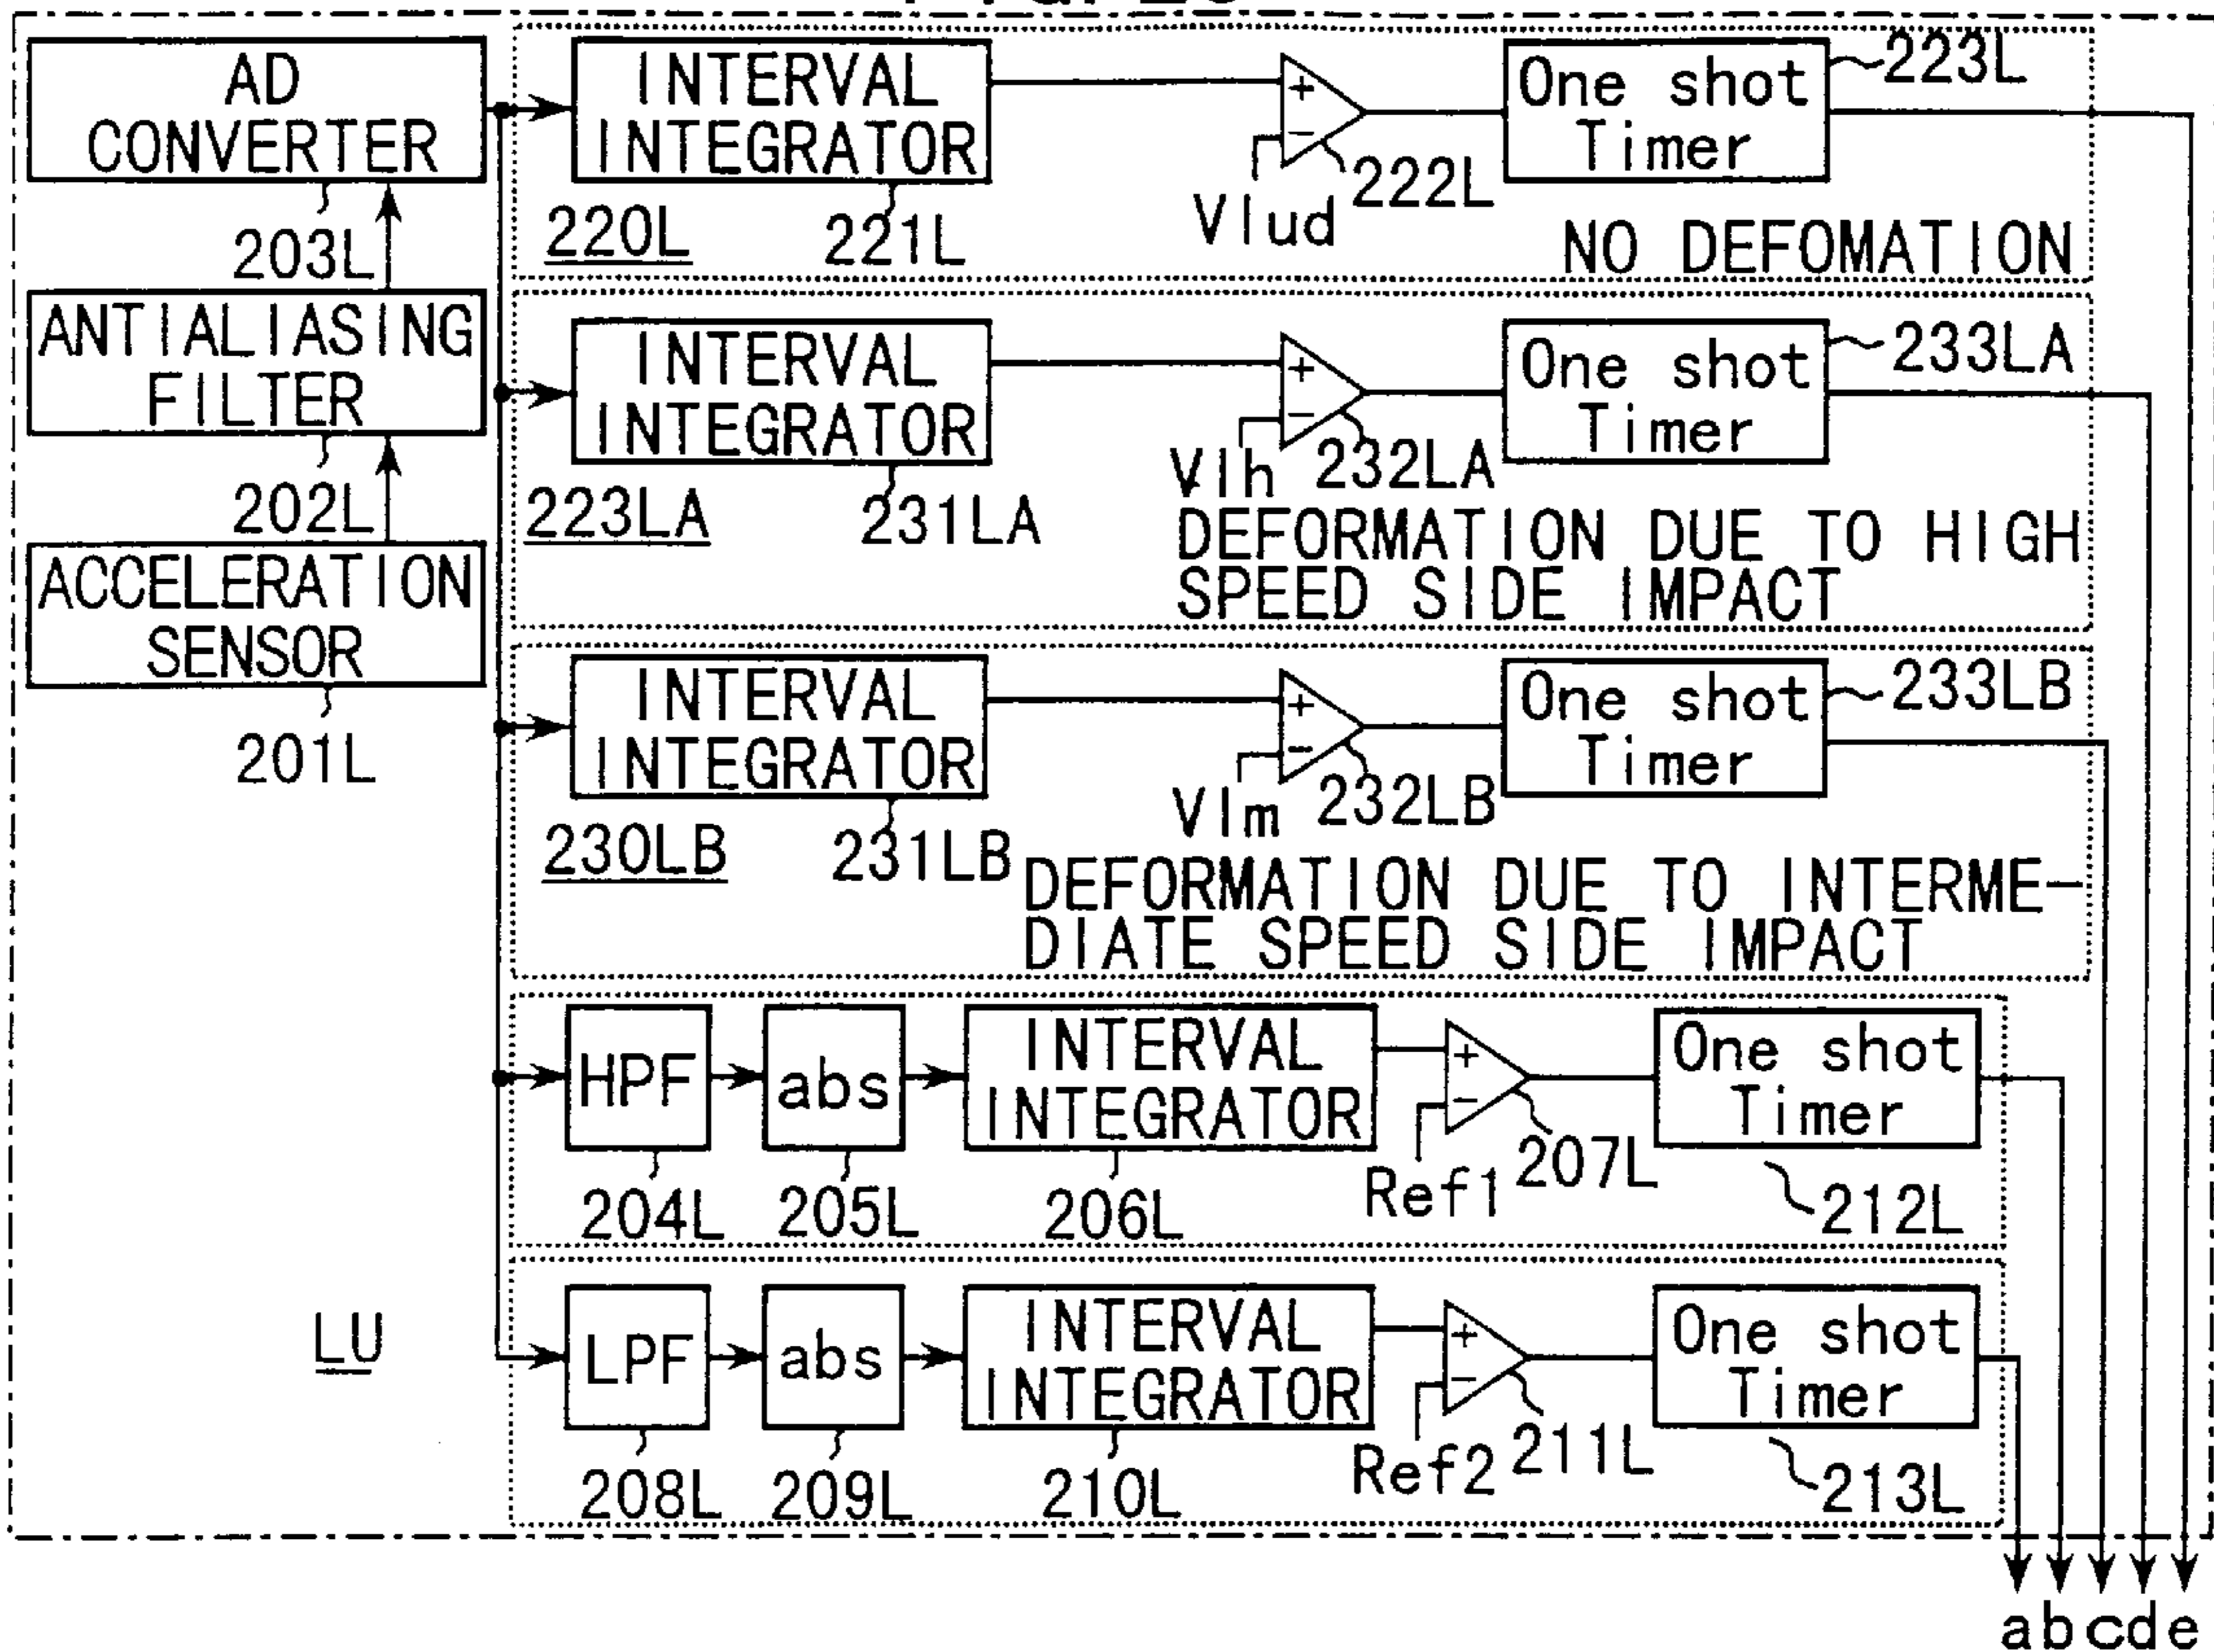 AD
CONVERTER
203L
ANTIALIASING
FILTER
202L
ACCELERATION
SENSOR
201L
LU
INTERVAL
INTEGRATOR
220L
221L
+
−
Vlud
222L
One shot
Timer
223L
NO DEFOMATION
INTERVAL
INTEGRATOR
223LA
231LA
+
−
Vlh
232LA
One shot
Timer
233LA
DEFORMATION DUE TO HIGH
SPEED SIDE IMPACT
INTERVAL
INTEGRATOR
230LB
231LB
+
−
Vlm
232LB
One shot
Timer
233LB
DEFORMATION DUE TO INTERME-
DIATE SPEED SIDE IMPACT
HPF
204L
abs
205L
INTERVAL
INTEGRATOR
206L
+
−
Ref1
207L
One shot
Timer
212L
LPF
208L
abs
209L
INTERVAL
INTEGRATOR
210L
+
−
Ref2
211L
One shot
Timer
213L
abcde